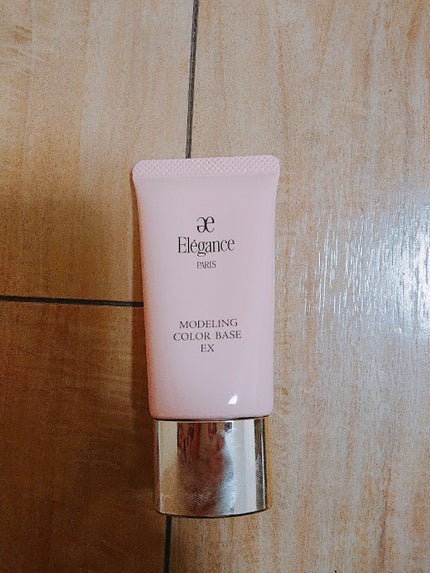 Elégance
PARIS
MODELING
COLOR BASE
EX